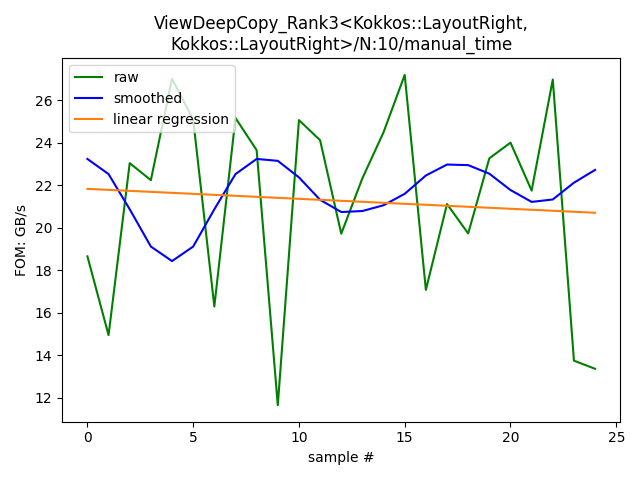 ViewDeepCopy_Rank3<Kokkos::LayoutRight,
Kokkos::LayoutRight>/N:10/manual_time
raw
smoothed
linear regression
FOM: GB/s
26
24
22
20
18
16
14
12
0 5 10 15 20 25
sample #